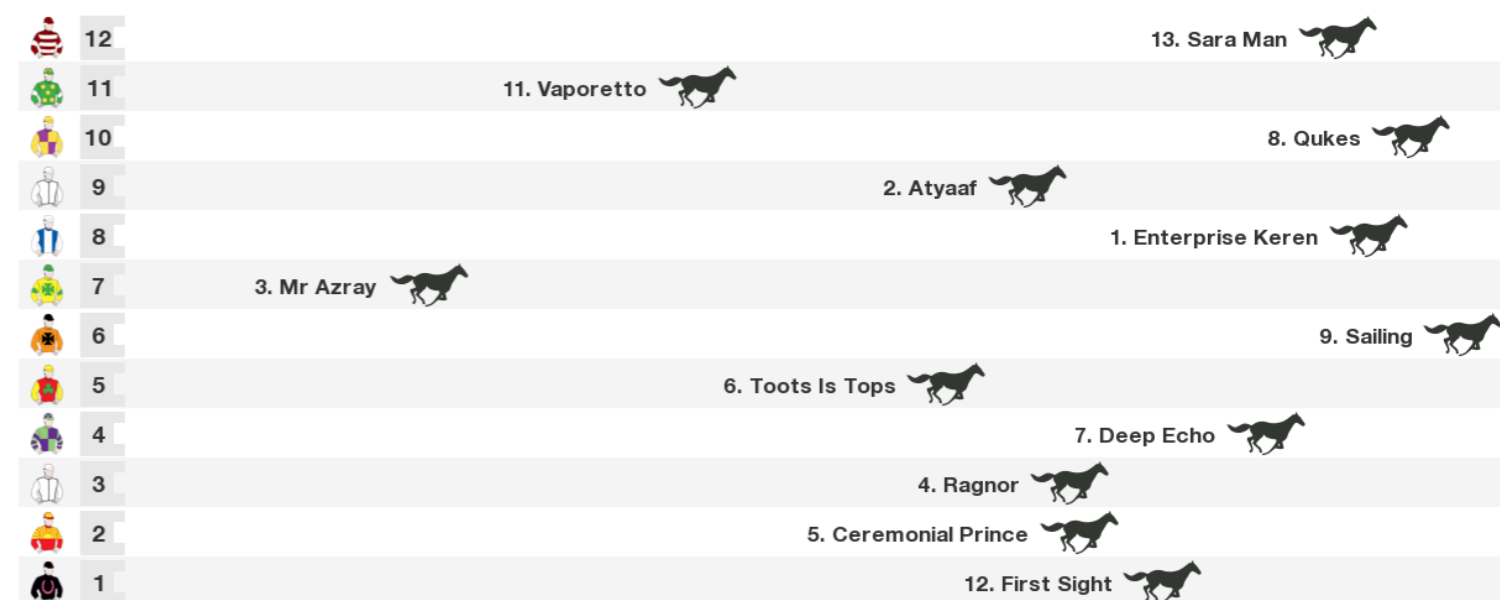 12 13. Sara Man
11 11. Vaporetto
10 8. Qukes
9 2. Atyaaf
8 1. Enterprise Keren
7 3. Mr Azray
6 9. Sailing
5 6. Toots Is Tops
4 7. Deep Echo
3 4. Ragnor
2 5. Ceremonial Prince
1 12. First Sight